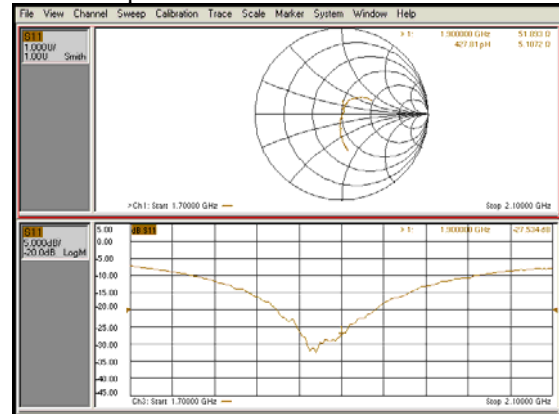 File View Channel Sweep Calibration Trace Scale Marker System Window Help
S11
1.000U/
1.00U Smith
> 1: 1.900000 GHz 51.893 Ω
427.81 pH 5.1072 Ω
>Ch1: Start 1.70000 GHz —
Stop 2.10000 GHz
S11
5.000dB/
-20.0dB LogM
5.00
dB S11
> 1: 1.900000 GHz -27.534 dB
0.00
-5.00
-10.00
-15.00
-20.00
-25.00
-30.00
-35.00
-40.00
-45.00
Ch3: Start 1.70000 GHz —
Stop 2.10000 GHz